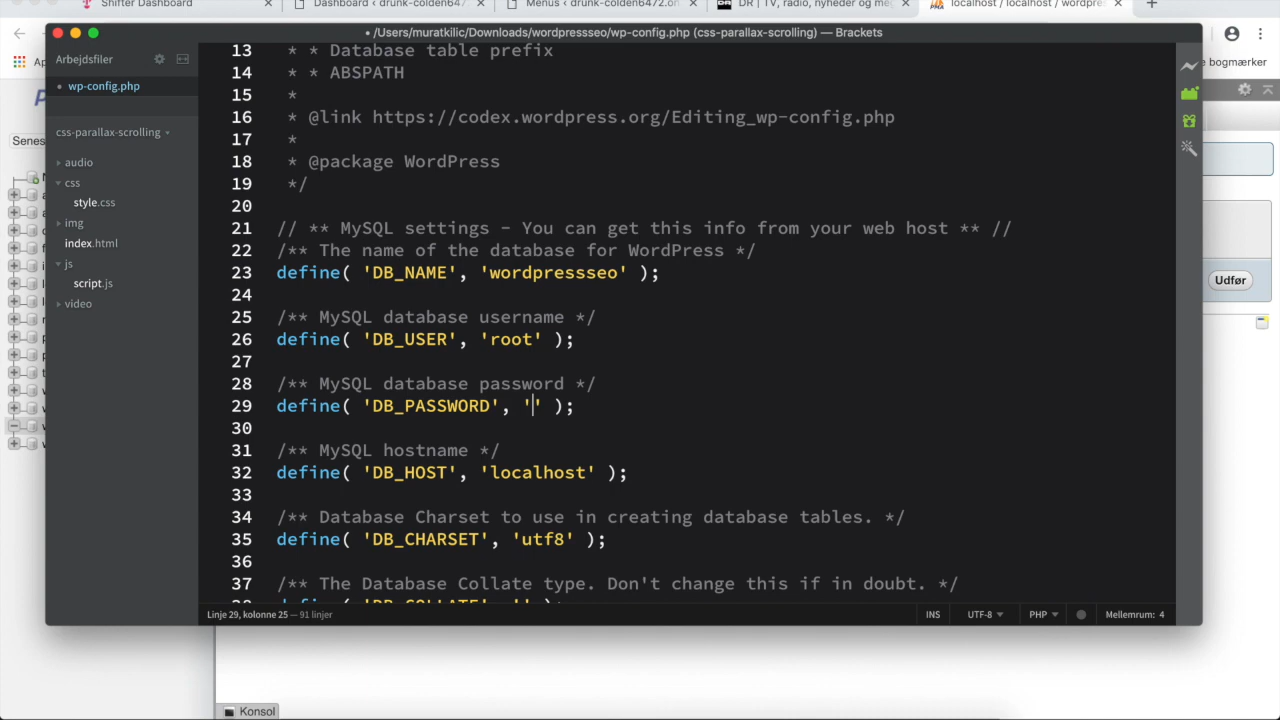 Shifter Dashboard
Dashboard ‹ drunk-colden647
Menus ‹ drunk-colden6472.on
DR | TV, radio, nyheder og meg
localhost / localhost / wordpres
• /Users/muratkilic/Downloads/wordpressseo/wp-config.php (css-parallax-scrolling) — Brackets
Arbejdsfiler
• wp-config.php
css-parallax-scrolling
audio
css
style.css
img
index.html
js
script.js
video
Senes
e bogmærker
Udfør
13 * * Database table prefix
14 * * ABSPATH
15 *
16 * @link https://codex.wordpress.org/Editing_wp-config.php
17 *
18 * @package WordPress
19 */
20
21 // ** MySQL settings - You can get this info from your web host ** //
22 /** The name of the database for WordPress */
23 define( 'DB_NAME', 'wordpressseo' );
24
25 /** MySQL database username */
26 define( 'DB_USER', 'root' );
27
28 /** MySQL database password */
29 define( 'DB_PASSWORD', '' );
30
31 /** MySQL hostname */
32 define( 'DB_HOST', 'localhost' );
33
34 /** Database Charset to use in creating database tables. */
35 define( 'DB_CHARSET', 'utf8' );
36
37 /** The Database Collate type. Don't change this if in doubt. */
38 define( 'DB_COLLATE', '' );
Linje 29, kolonne 25 — 91 linjer
INS UTF-8 PHP Mellemrum: 4
Konsol